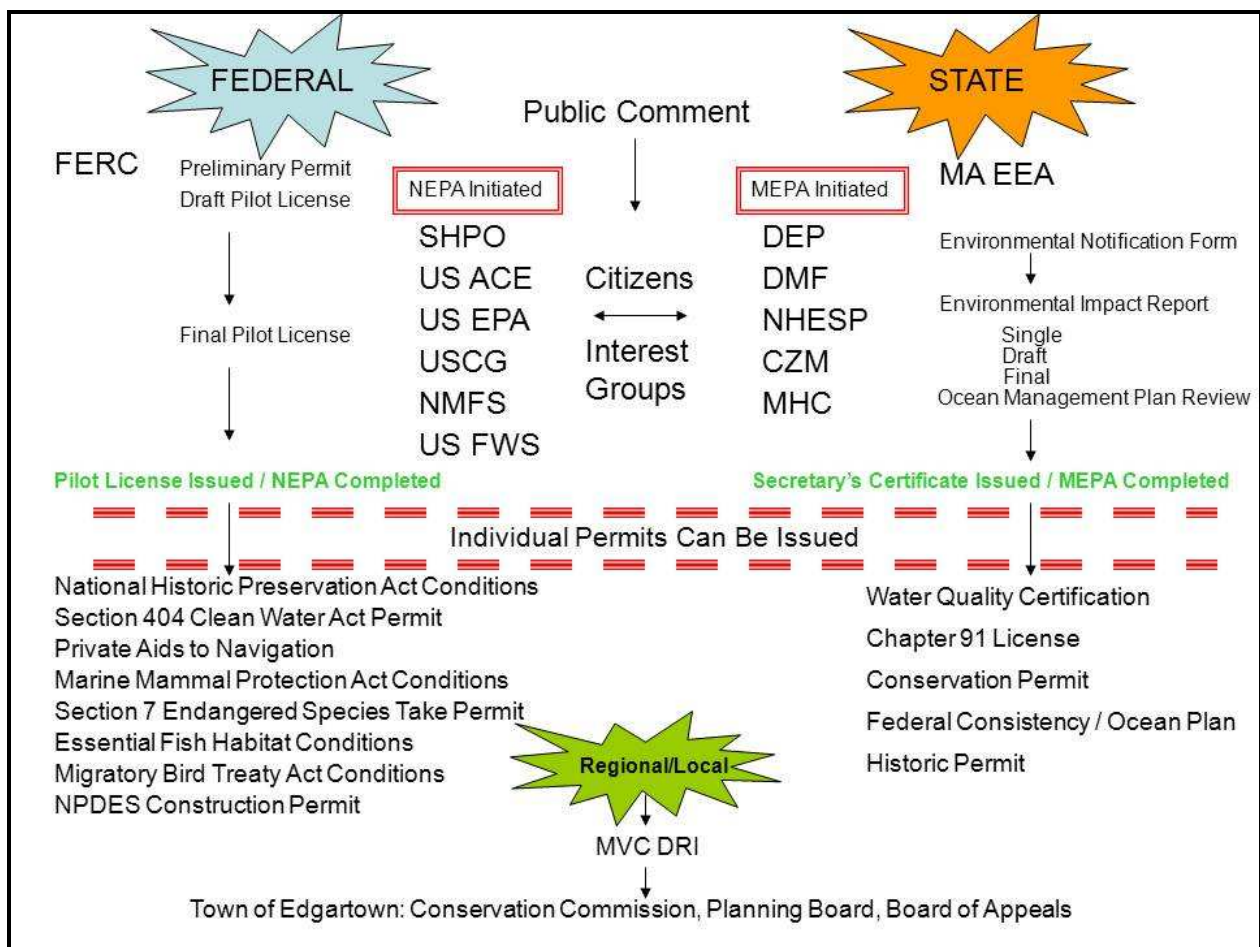 FEDERAL
STATE
Public Comment
FERC
Preliminary Permit
Draft Pilot License
Final Pilot License
NEPA Initiated
SHPO
US ACE
US EPA
USCG
NMFS
US FWS
Citizens
Interest
Groups
MEPA Initiated
DEP
DMF
NHESP
CZM
MHC
MA EEA
Environmental Notification Form
Environmental Impact Report
Single
Draft
Final
Ocean Management Plan Review
Pilot License Issued / NEPA Completed
Secretary's Certificate Issued / MEPA Completed
Individual Permits Can Be Issued
National Historic Preservation Act Conditions
Section 404 Clean Water Act Permit
Private Aids to Navigation
Marine Mammal Protection Act Conditions
Section 7 Endangered Species Take Permit
Essential Fish Habitat Conditions
Migratory Bird Treaty Act Conditions
NPDES Construction Permit
Water Quality Certification
Chapter 91 License
Conservation Permit
Federal Consistency / Ocean Plan
Historic Permit
Regional/Local
MVC DRI
Town of Edgartown: Conservation Commission, Planning Board, Board of Appeals